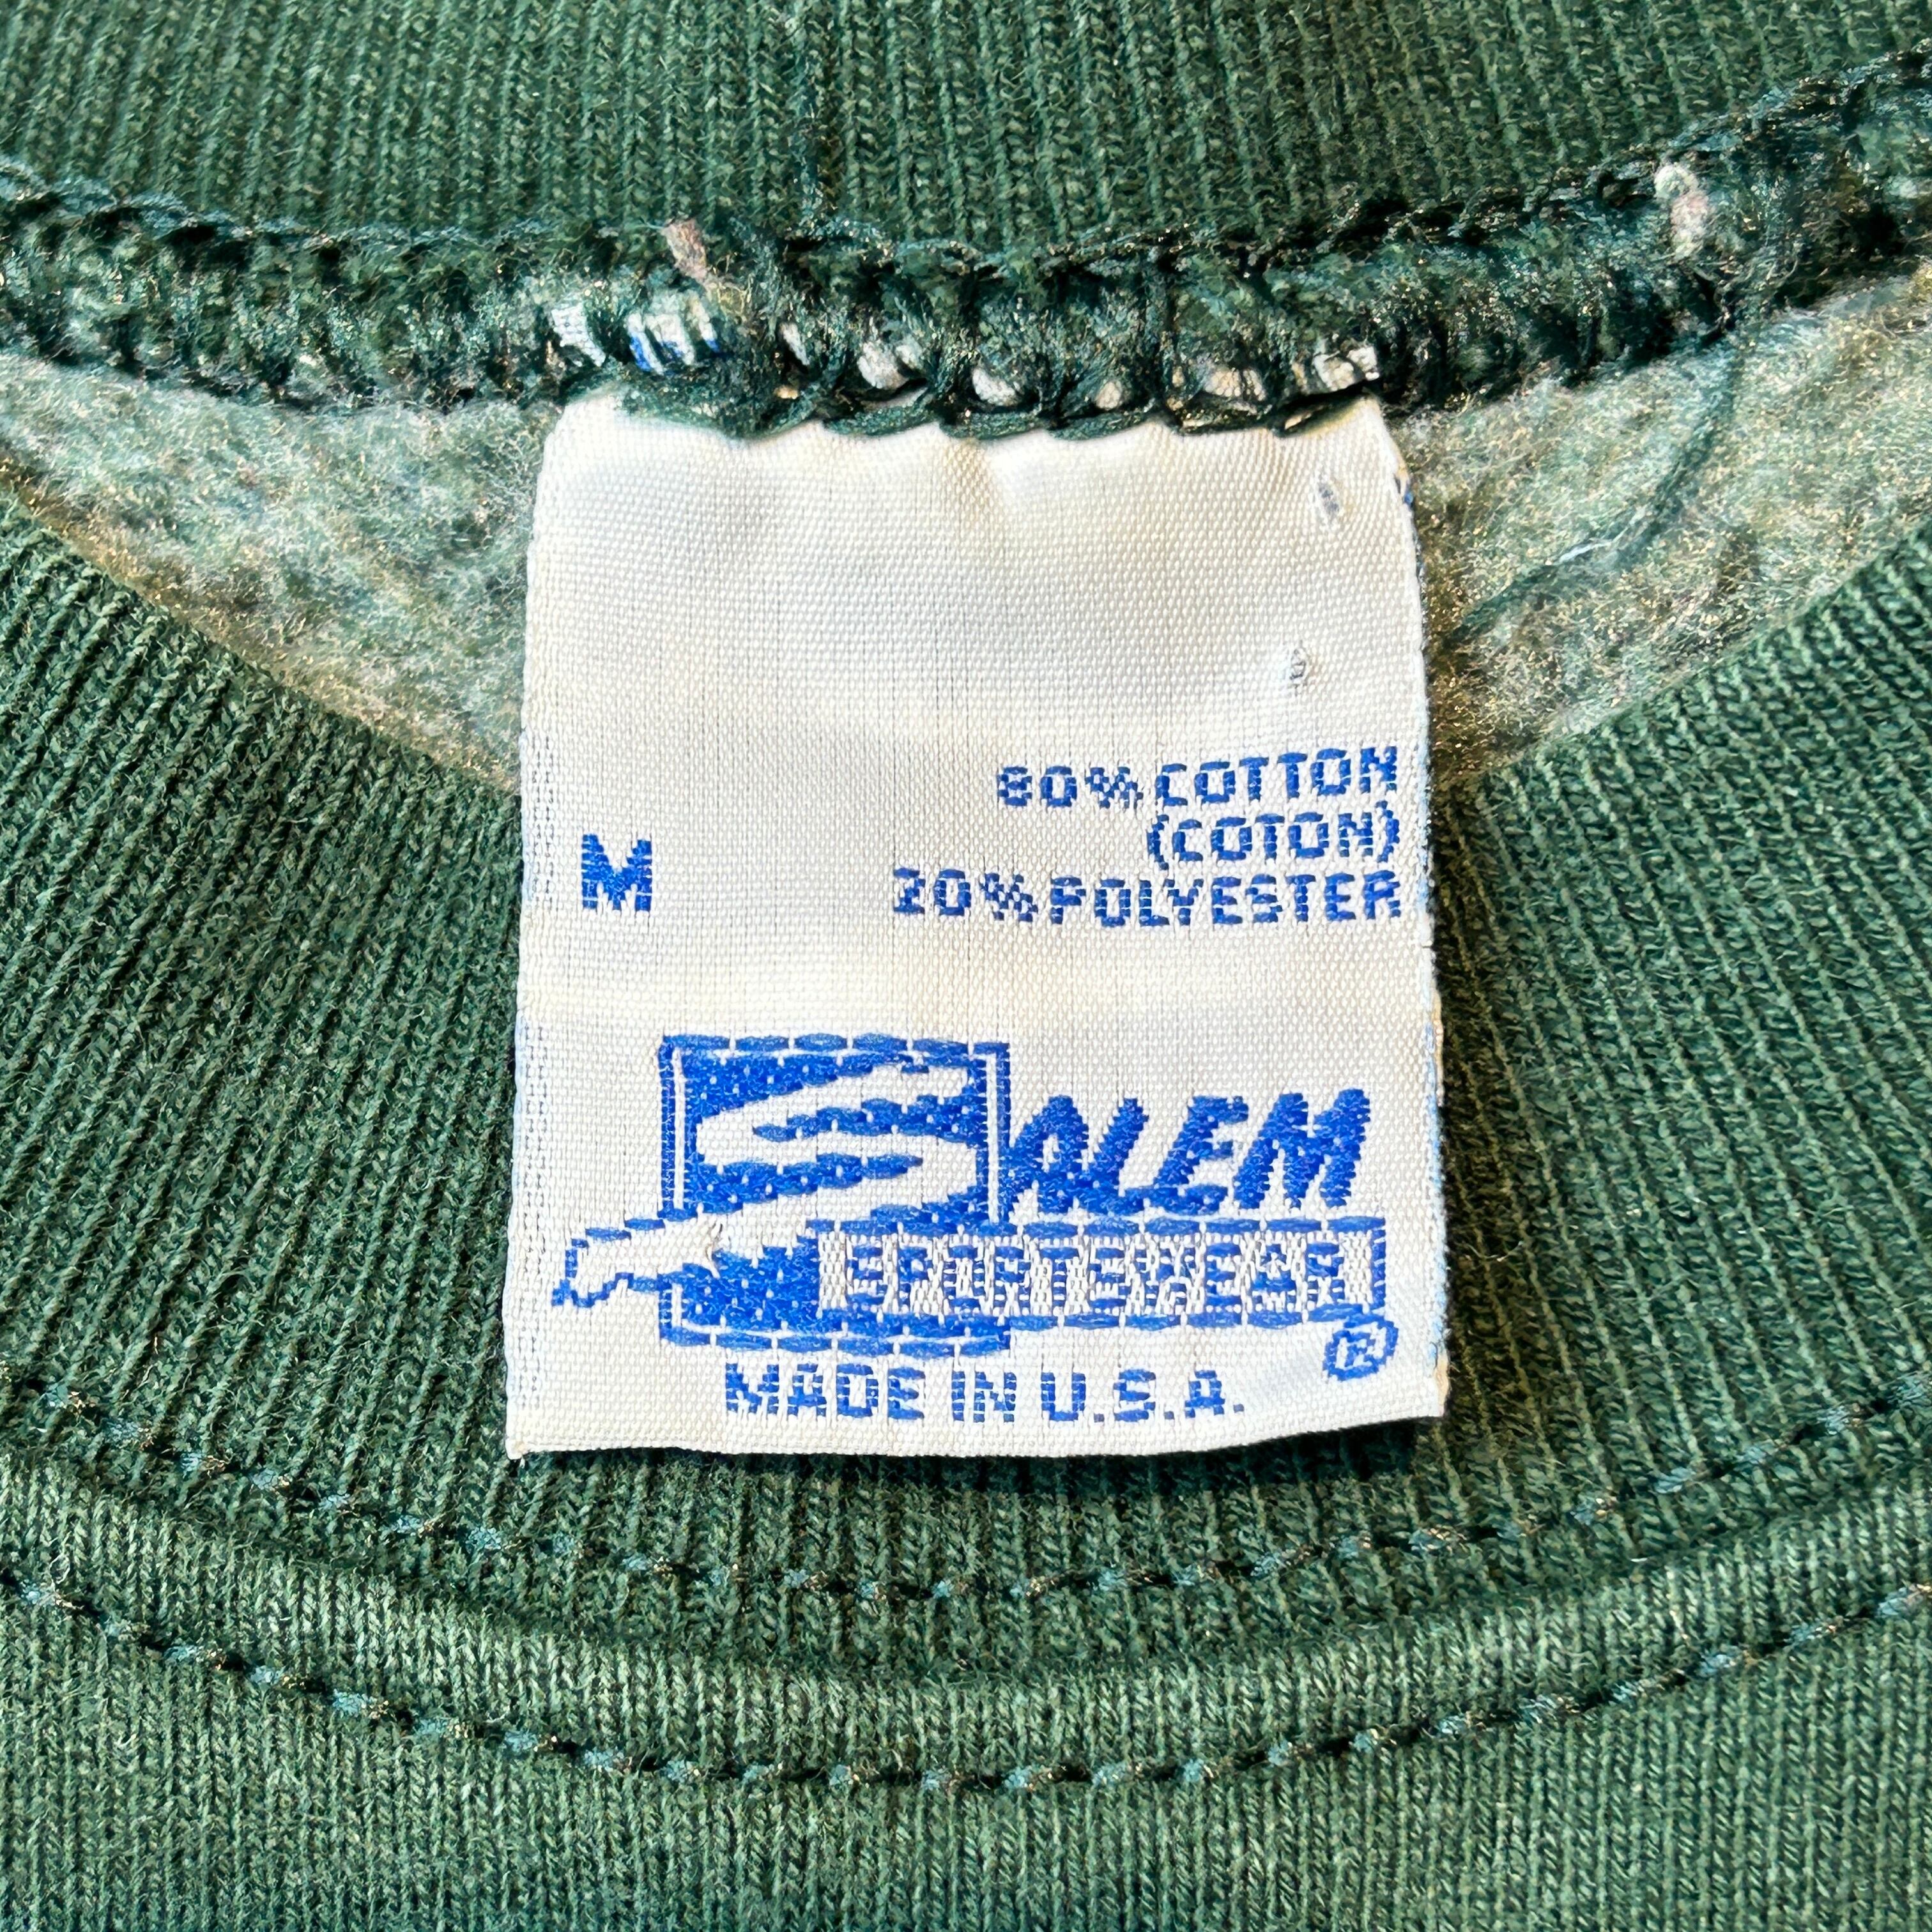 80% COTTON
(COTON)
M
20% POLYESTER
SALEM
SPORTSWEAR
®
MADE IN U.S.A.